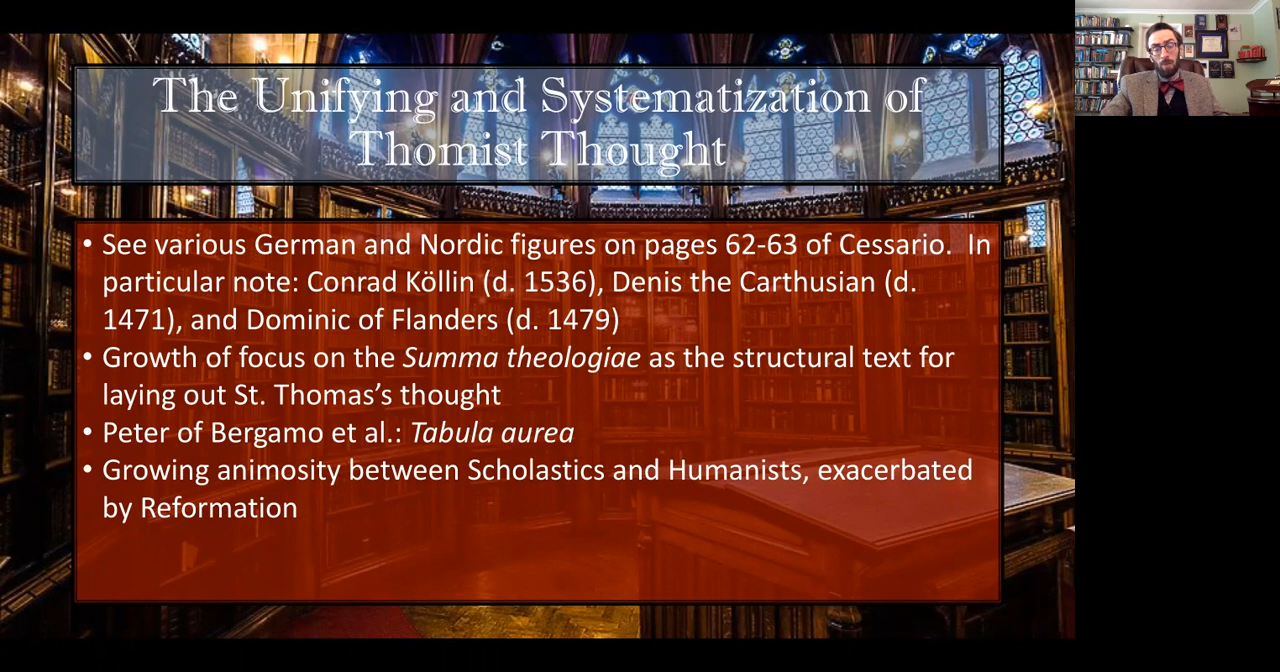 The Unifying and Systematization of
Thomist Thought
• See various German and Nordic figures on pages 62-63 of Cessario.  In
particular note: Conrad Köllin (d. 1536), Denis the Carthusian (d.
1471), and Dominic of Flanders (d. 1479)
• Growth of focus on the Summa theologiae as the structural text for
laying out St. Thomas’s thought
• Peter of Bergamo et al.: Tabula aurea
• Growing animosity between Scholastics and Humanists, exacerbated
by Reformation